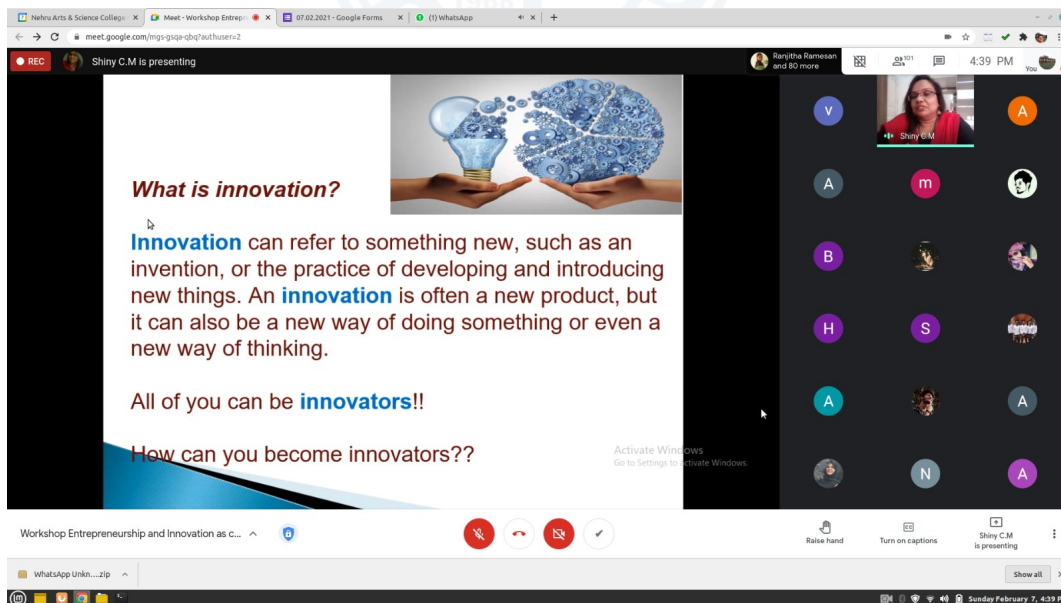 Nehru Arts & Science College
Meet - Workshop Entrepre
07.02.2021 - Google Forms
(1) WhatsApp
meet.google.com/mgs-gsqa-qbq?authuser=2
REC
Shiny C.M is presenting
Ranjitha Ramesan
and 80 more
101
4:39 PM
You
What is innovation?
Innovation can refer to something new, such as an
invention, or the practice of developing and introducing
new things. An innovation is often a new product, but
it can also be a new way of doing something or even a
new way of thinking.
All of you can be innovators!!
How can you become innovators??
Activate Windows
Go to Settings to activate Windows.
V
Shiny C.M
A
A
m
B
H
S
A
A
N
A
Workshop Entrepreneurship and Innovation as c...
Raise hand
Turn on captions
Shiny C.M
is presenting
WhatsApp Unkn....zip
Show all
Sunday February 7, 4:39